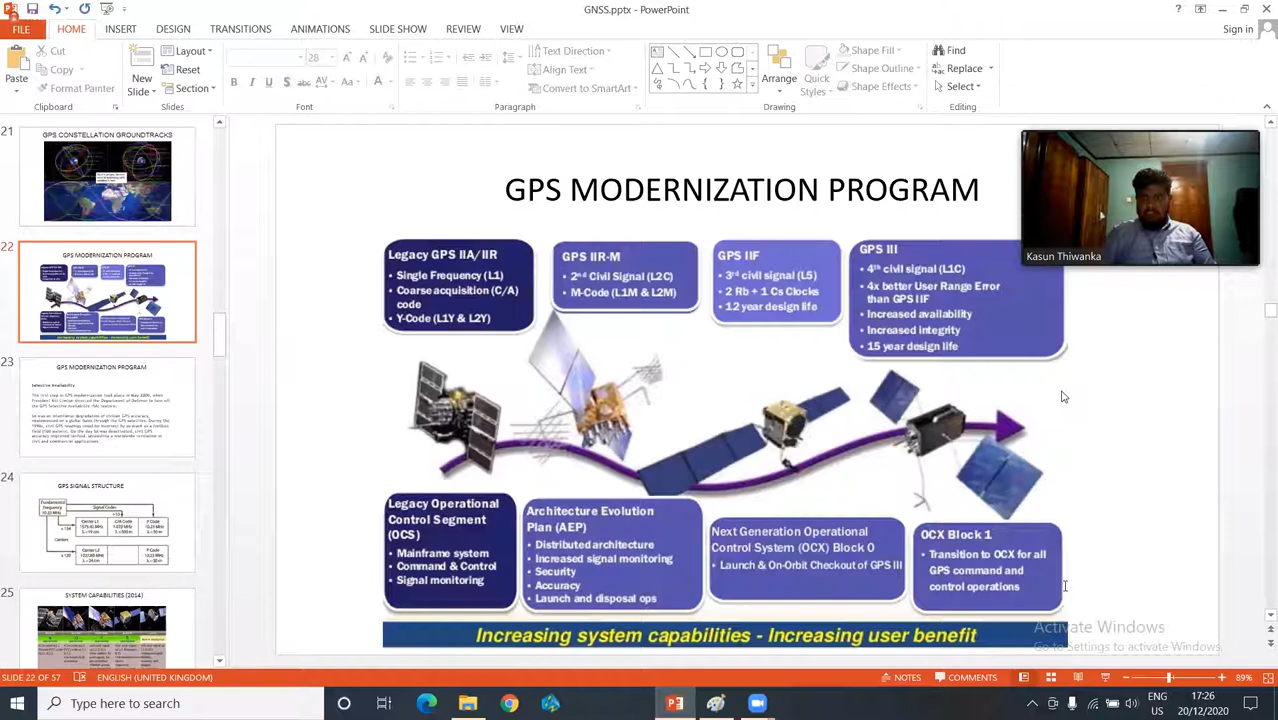 GNSS.pptx - PowerPoint
Sign in
FILE
HOME
INSERT
DESIGN
TRANSITIONS
ANIMATIONS
SLIDE SHOW
REVIEW
VIEW
Paste
Cut
Copy
Format Painter
Clipboard
New
Slide
Layout
Reset
Section
Slides
28
Font
Text Direction
Align Text
Convert to SmartArt
Paragraph
Arrange
Quick
Styles
Shape Fill
Shape Outline
Shape Effects
Drawing
Find
Replace
Select
Editing
21
GPS CONSTELLATION GROUNDTRACKS
22
GPS MODERNIZATION PROGRAM
23
GPS MODERNIZATION PROGRAM
Selective Availability
24
GPS SIGNAL STRUCTURE
25
SYSTEM CAPABILITIES (2014)
GPS MODERNIZATION PROGRAM
Kasun Thiwanka
Legacy GPS IIA/IIR
• Single Frequency (L1)
• Coarse acquisition (C/A)
code
• Y-Code (L1Y & L2Y)
GPS IIR-M
• 2nd Civil Signal (L2C)
• M-Code (L1M & L2M)
GPS IIF
• 3rd civil signal (L5)
• 2 Rb + 1 Cs Clocks
• 12 year design life
GPS III
• 4th civil signal (L1C)
• 4x better User Range Error
than GPS IIF
• Increased availability
• Increased integrity
• 15 year design life
Legacy Operational
Control Segment
(OCS)
• Mainframe system
• Command & Control
• Signal monitoring
Architecture Evolution
Plan (AEP)
• Distributed architecture
• Increased signal monitoring
• Security
• Accuracy
• Launch and disposal ops
Next Generation Operational
Control System (OCX) Block 0
• Launch & On-Orbit Checkout of GPS III
OCX Block 1
• Transition to OCX for all
GPS command and
control operations
Increasing system capabilities - Increasing user benefit
Activate Windows
Go to Settings to activate Windows.
SLIDE 22 OF 57
ENGLISH (UNITED KINGDOM)
NOTES
COMMENTS
89%
Type here to search
ENG
US
17:26
20/12/2020